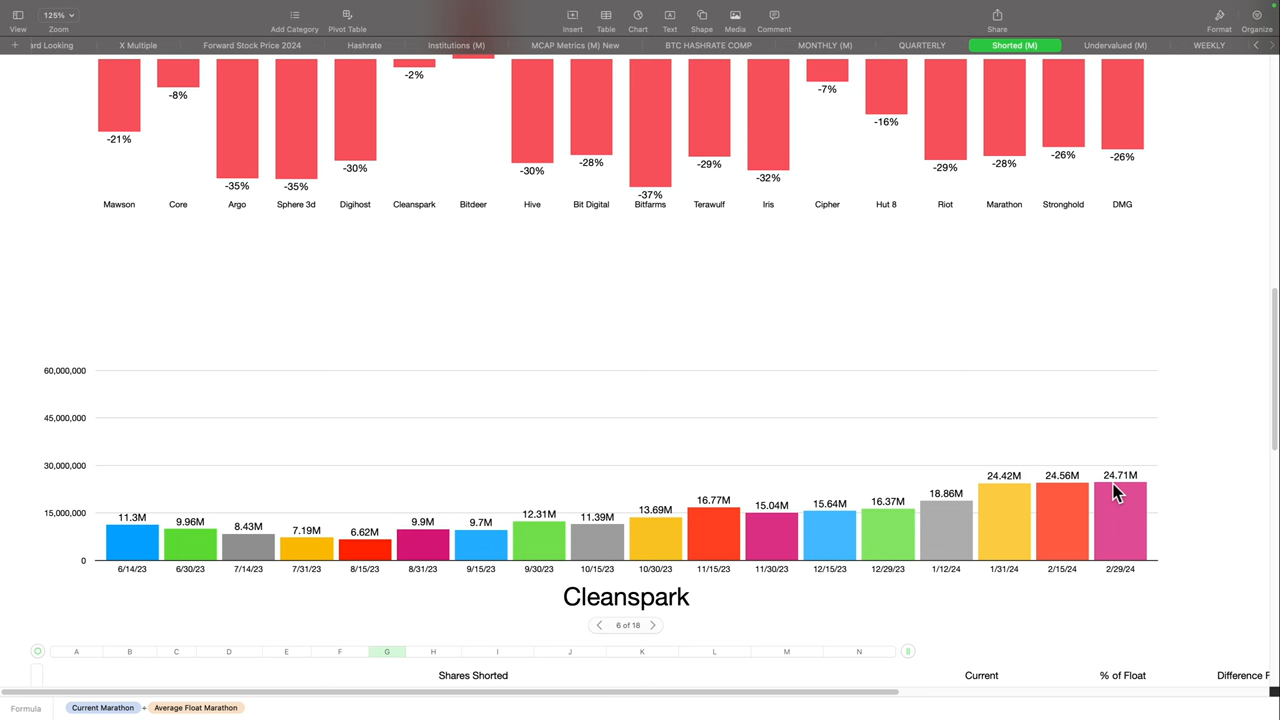 125%
View Zoom Add Category Pivot Table Insert Table Chart Text Shape Media Comment Share Format Organize
ard Looking X Multiple Forward Stock Price 2024 Hashrate Institutions (M) MCAP Metrics (M) New BTC HASHRATE COMP MONTHLY (M) QUARTERLY Shorted (M) Undervalued (M) WEEKLY
-21% -8% -35% -35% -30% -2% -30% -28% -37% -29% -32% -7% -16% -29% -28% -26% -26%
Mawson Core Argo Sphere 3d Digihost Cleanspark Bitdeer Hive Bit Digital Bitfarms Terawulf Iris Cipher Hut 8 Riot Marathon Stronghold DMG
60,000,000
45,000,000
30,000,000
15,000,000
0
11.3M 9.96M 8.43M 7.19M 6.62M 9.9M 9.7M 12.31M 11.39M 13.69M 16.77M 15.04M 15.64M 16.37M 18.86M 24.42M 24.56M 24.71M
6/14/23 6/30/23 7/14/23 7/31/23 8/15/23 8/31/23 9/15/23 9/30/23 10/15/23 10/30/23 11/15/23 11/30/23 12/15/23 12/29/23 1/12/24 1/31/24 2/15/24 2/29/24
Cleanspark
6 of 18
A B C D E F G H I J K L M N
Shares Shorted Current % of Float Difference F
Formula Current Marathon + Average Float Marathon